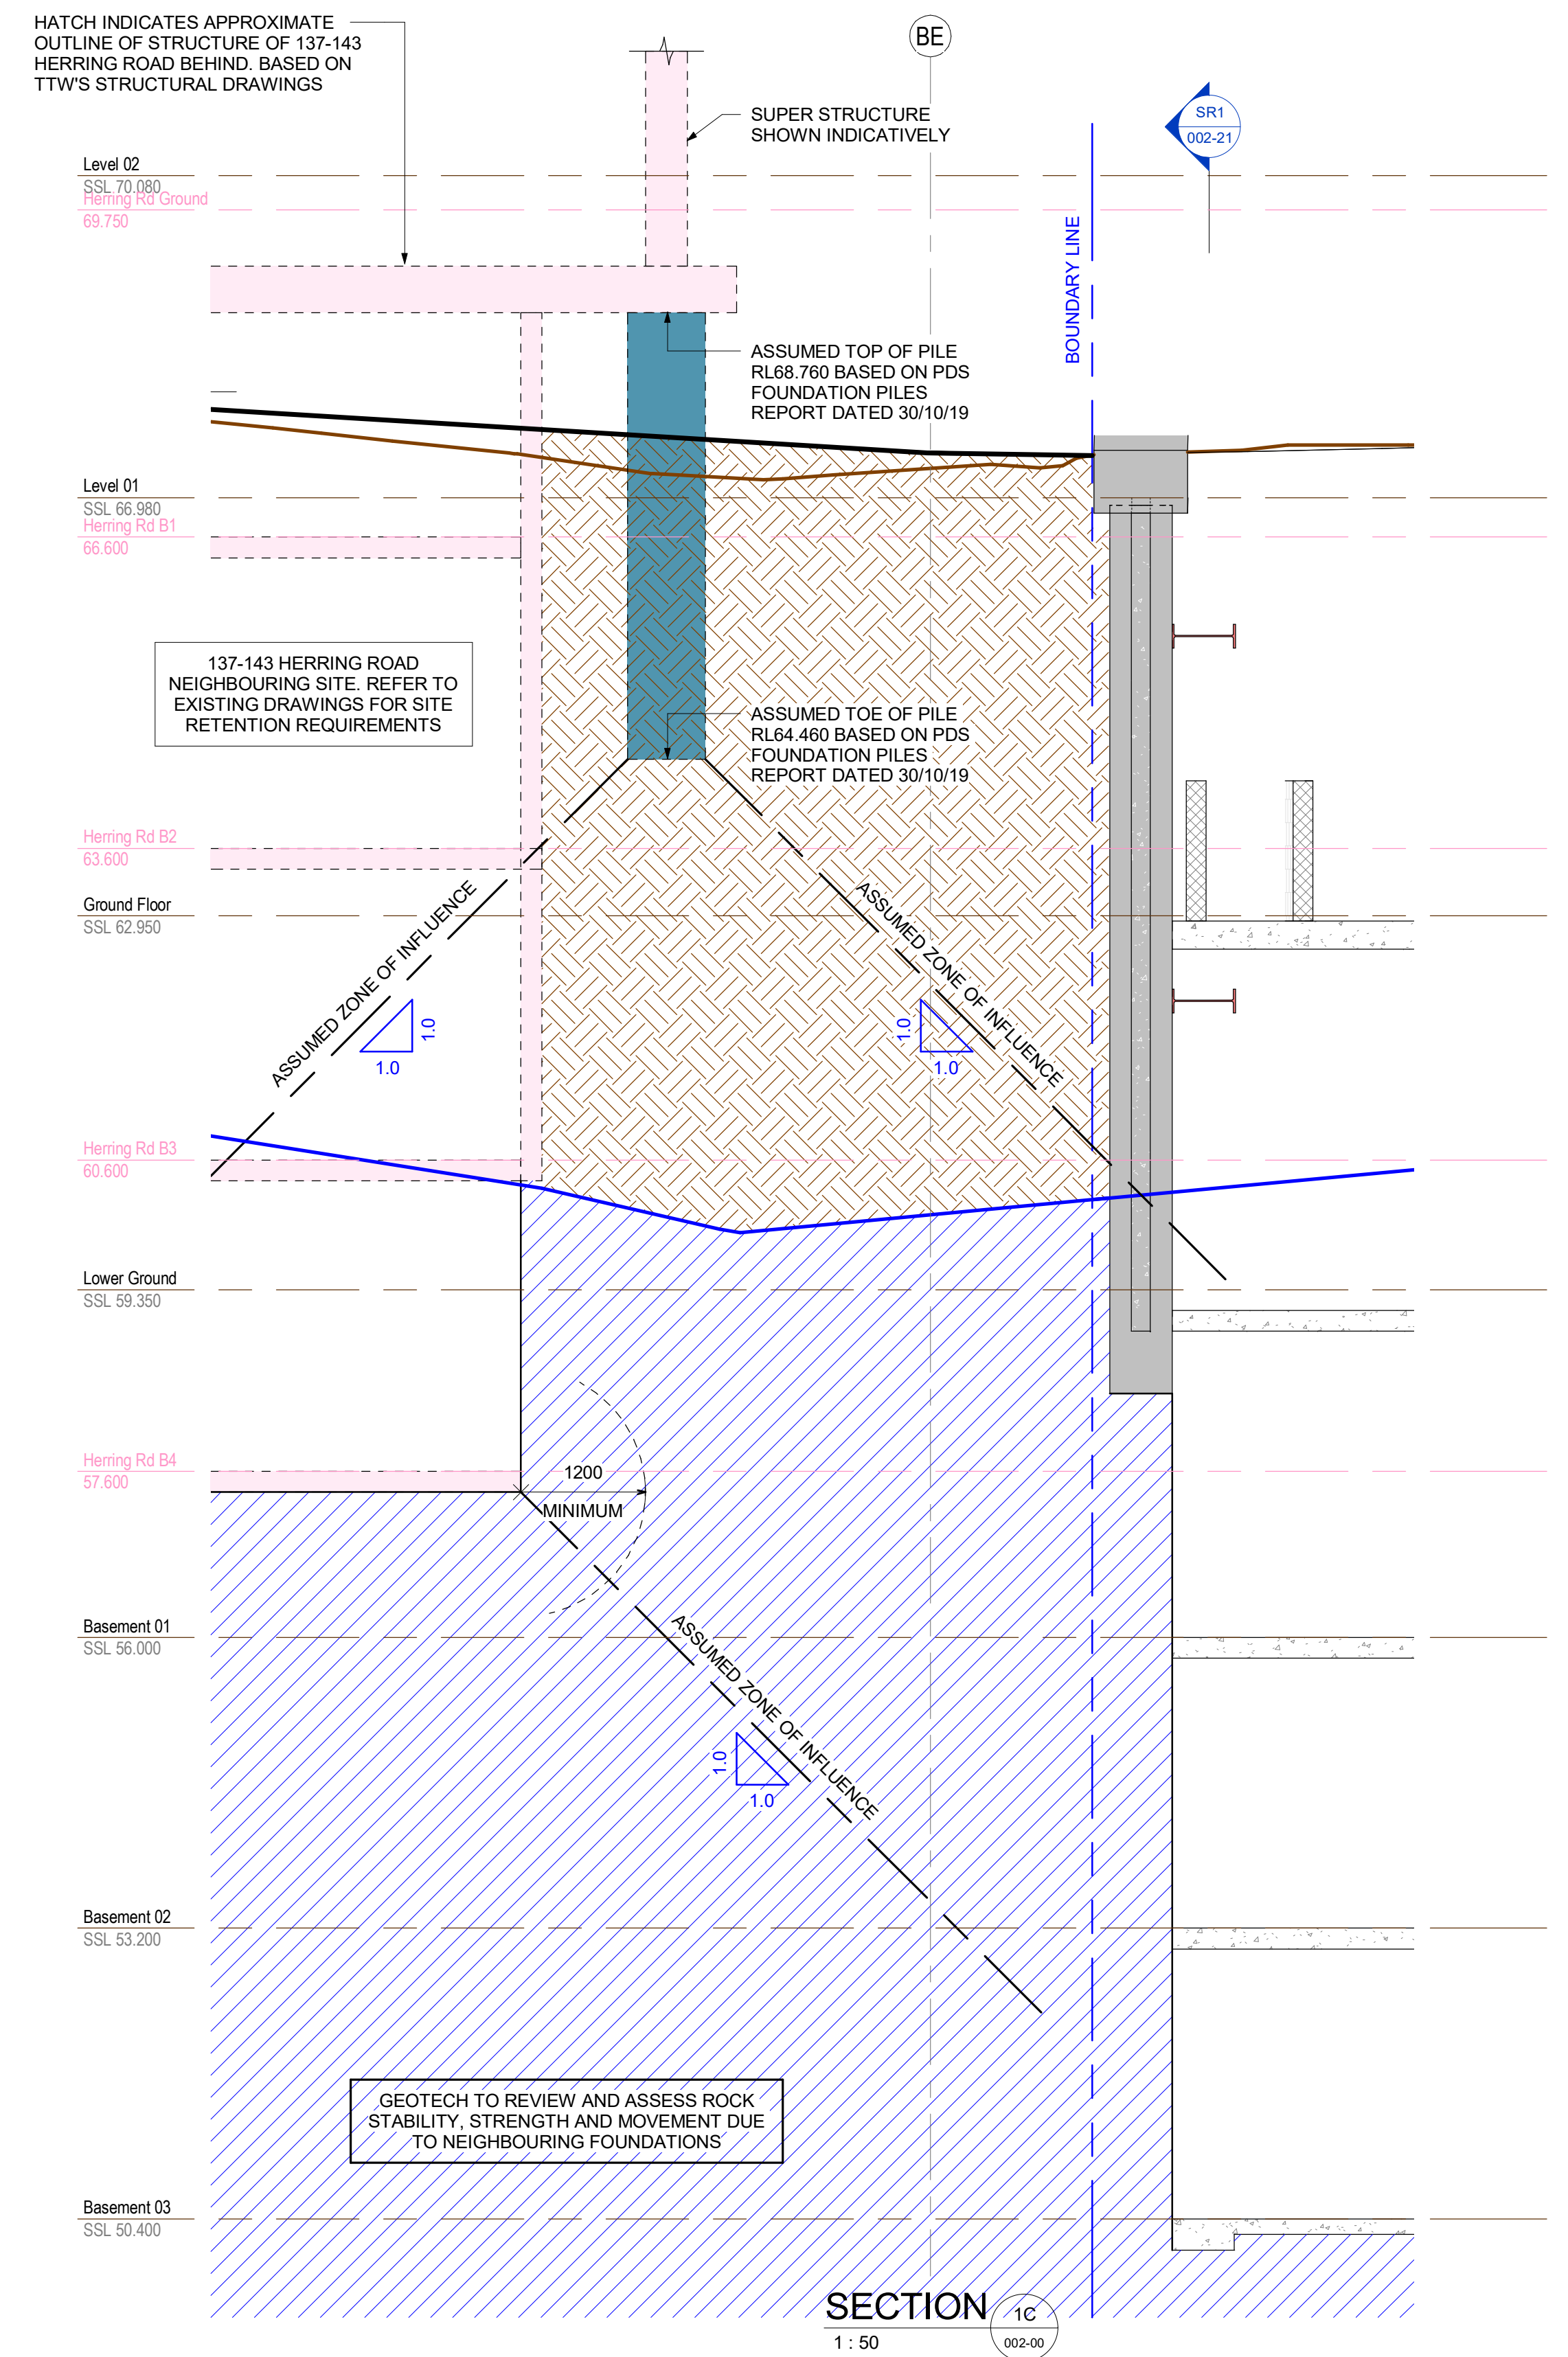 HATCH INDICATES APPROXIMATE
OUTLINE OF STRUCTURE OF 137-143
HERRING ROAD BEHIND. BASED ON
TTW'S STRUCTURAL DRAWINGS
BE
SUPER STRUCTURE
SHOWN INDICATIVELY
SR1
002-21
Level 02
SSL 70.080
Herring Rd Ground
69.750
BOUNDARY LINE
ASSUMED TOP OF PILE
RL68.760 BASED ON PDS
FOUNDATION PILES
REPORT DATED 30/10/19
Level 01
SSL 66.980
Herring Rd B1
66.600
137-143 HERRING ROAD
NEIGHBOURING SITE. REFER TO
EXISTING DRAWINGS FOR SITE
RETENTION REQUIREMENTS
ASSUMED TOE OF PILE
RL64.460 BASED ON PDS
FOUNDATION PILES
REPORT DATED 30/10/19
Herring Rd B2
63.600
Ground Floor
SSL 62.950
ASSUMED ZONE OF INFLUENCE
1.0
1.0
ASSUMED ZONE OF INFLUENCE
1.0
1.0
Herring Rd B3
60.600
Lower Ground
SSL 59.350
Herring Rd B4
57.600
1200
MINIMUM
Basement 01
SSL 56.000
ASSUMED ZONE OF INFLUENCE
1.0
1.0
Basement 02
SSL 53.200
GEOTECH TO REVIEW AND ASSESS ROCK
STABILITY, STRENGTH AND MOVEMENT DUE
TO NEIGHBOURING FOUNDATIONS
Basement 03
SSL 50.400
SECTION
1C
1 : 50
002-00